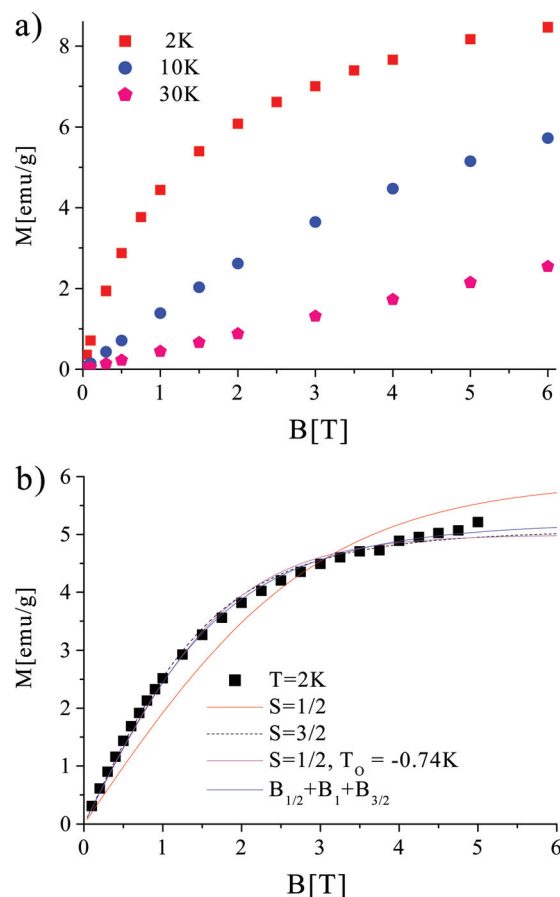 a)
2K
10K
30K
M[emu/g]
8
6
4
2
0
0 1 2 3 4 5 6
B[T]
b)
M[emu/g]
6
5
4
3
2
1
0
T=2K
S=1/2
S=3/2
S=1/2, T_O = -0.74K
B_1/2+B_1+B_3/2
0 1 2 3 4 5 6
B[T]